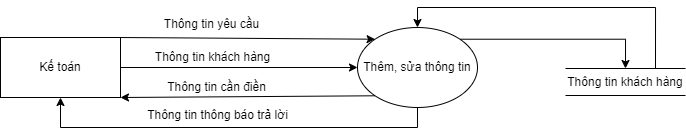 Thông tin yêu cầu
Thông tin khách hàng
Kế toán
Thêm, sửa thông tin
Thông tin khách hàng
Thông tin cần điền
Thông tin thông báo trả lời